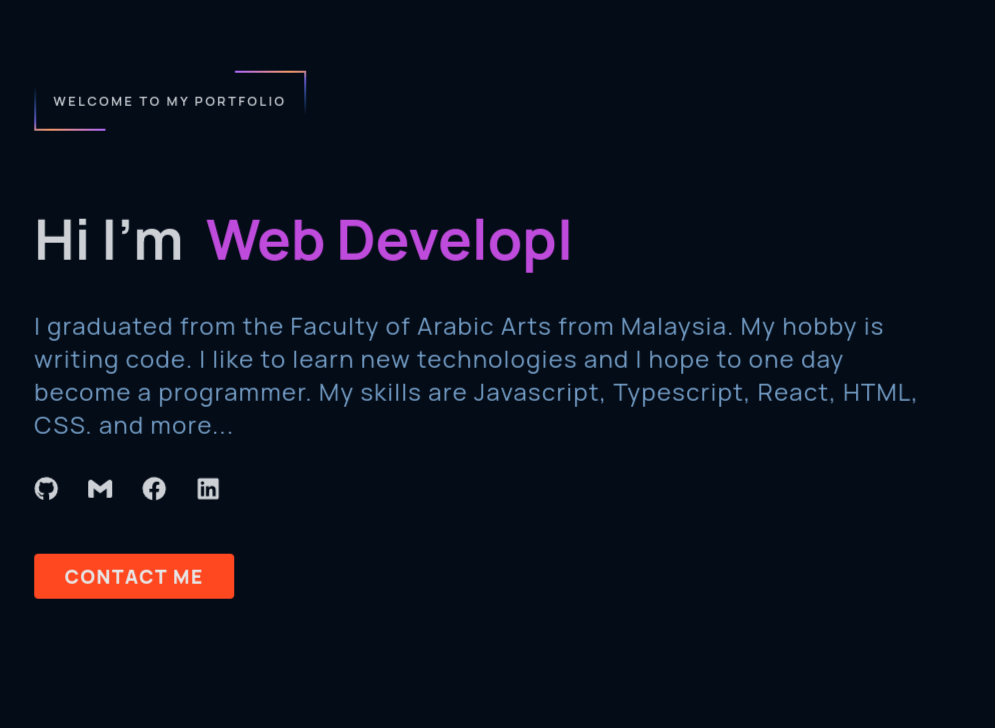 WELCOME TO MY PORTFOLIO
Hi I’m Web Develop|
I graduated from the Faculty of Arabic Arts from Malaysia. My hobby is
writing code. I like to learn new technologies and I hope to one day
become a programmer. My skills are Javascript, Typescript, React, HTML,
CSS. and more...
CONTACT ME